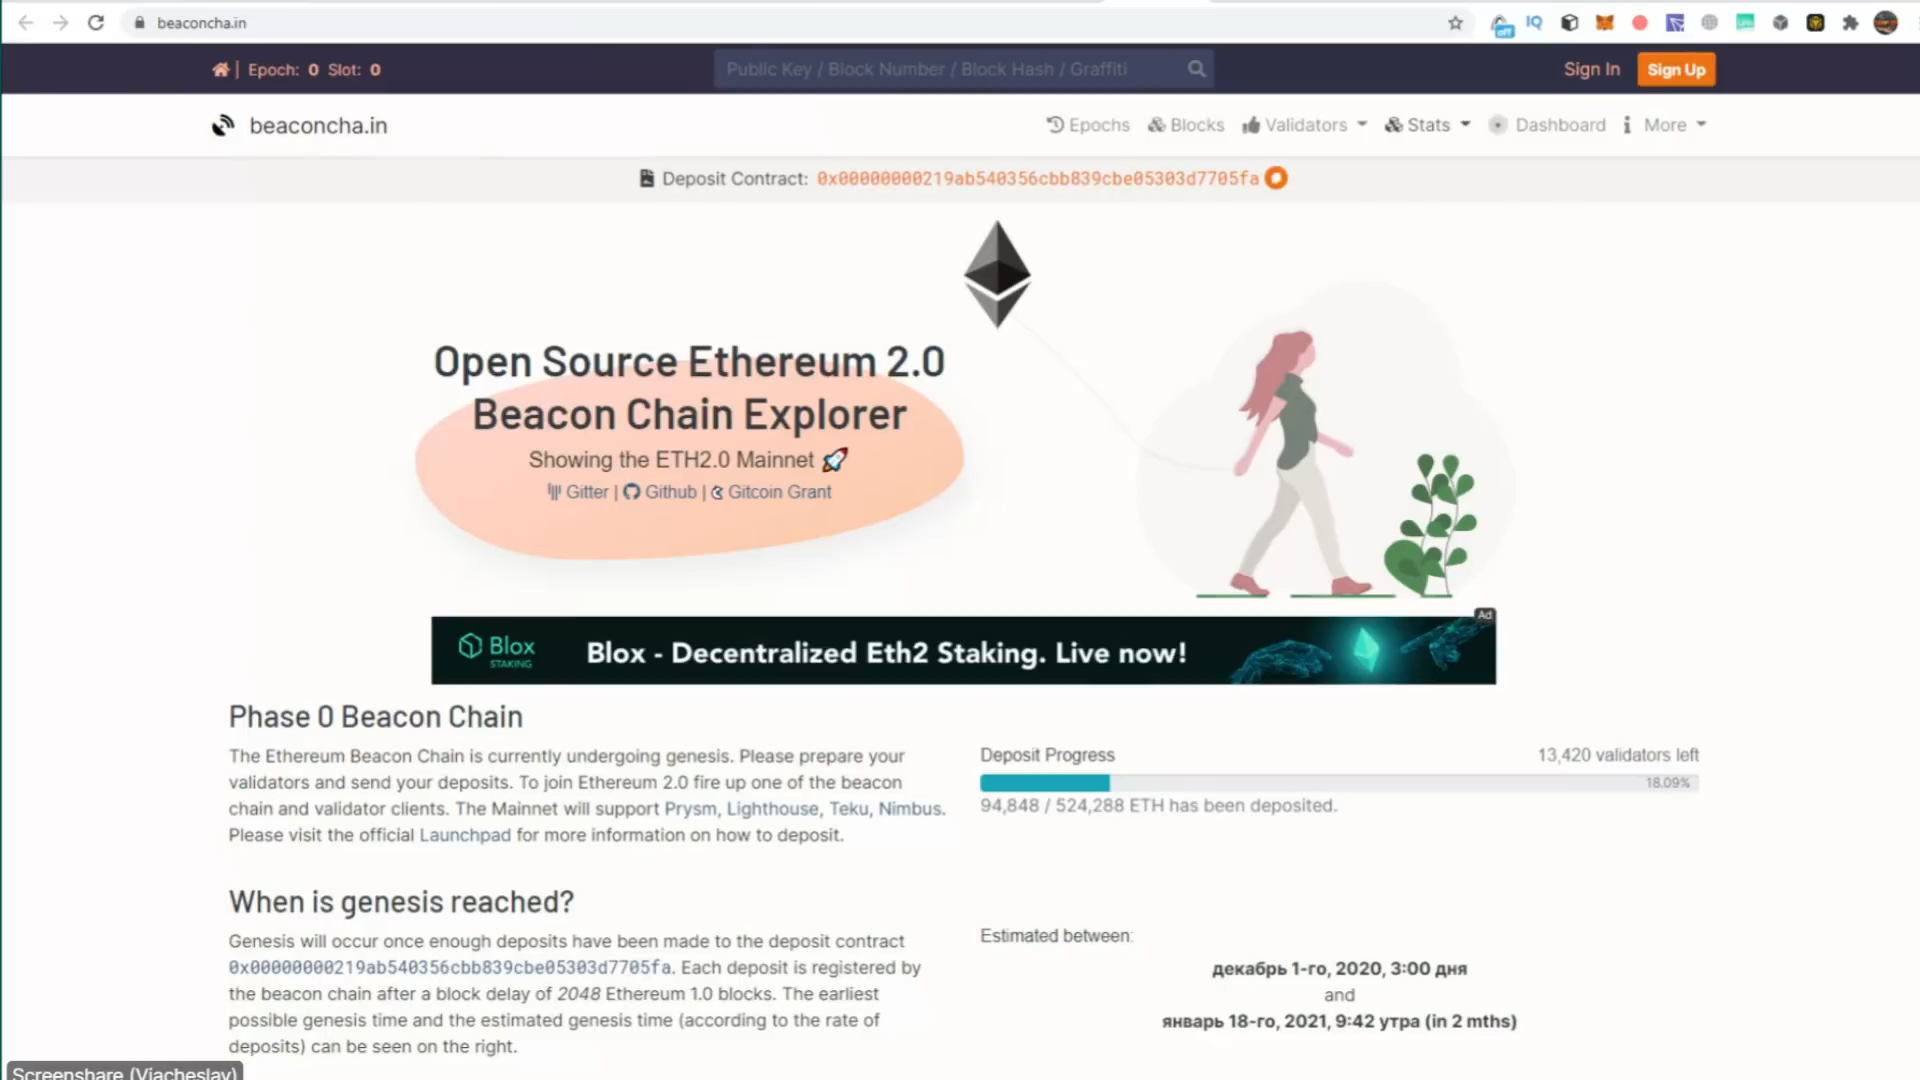 beaconcha.in
off
IQ
Epoch: 0 Slot: 0
Public Key / Block Number / Block Hash / Graffiti
Sign In
Sign Up
beaconcha.in
Epochs
Blocks
Validators
Stats
Dashboard
More
Deposit Contract: 0x00000000219ab540356cbb839cbe05303d7705fa
Open Source Ethereum 2.0
Beacon Chain Explorer
Showing the ETH2.0 Mainnet 🚀
Gitter | Github | Gitcoin Grant
Ad
Blox
STAKING
Blox - Decentralized Eth2 Staking. Live now!
Phase 0 Beacon Chain
The Ethereum Beacon Chain is currently undergoing genesis. Please prepare your
validators and send your deposits. To join Ethereum 2.0 fire up one of the beacon
chain and validator clients. The Mainnet will support Prysm, Lighthouse, Teku, Nimbus.
Please visit the official Launchpad for more information on how to deposit.
Deposit Progress
13,420 validators left
18.09%
94,848 / 524,288 ETH has been deposited.
When is genesis reached?
Genesis will occur once enough deposits have been made to the deposit contract
0x00000000219ab540356cbb839cbe05303d7705fa. Each deposit is registered by
the beacon chain after a block delay of 2048 Ethereum 1.0 blocks. The earliest
possible genesis time and the estimated genesis time (according to the rate of
deposits) can be seen on the right.
Estimated between:
декабрь 1-го, 2020, 3:00 дня
and
январь 18-го, 2021, 9:42 утра (in 2 mths)
Screenshare (Viacheslav)